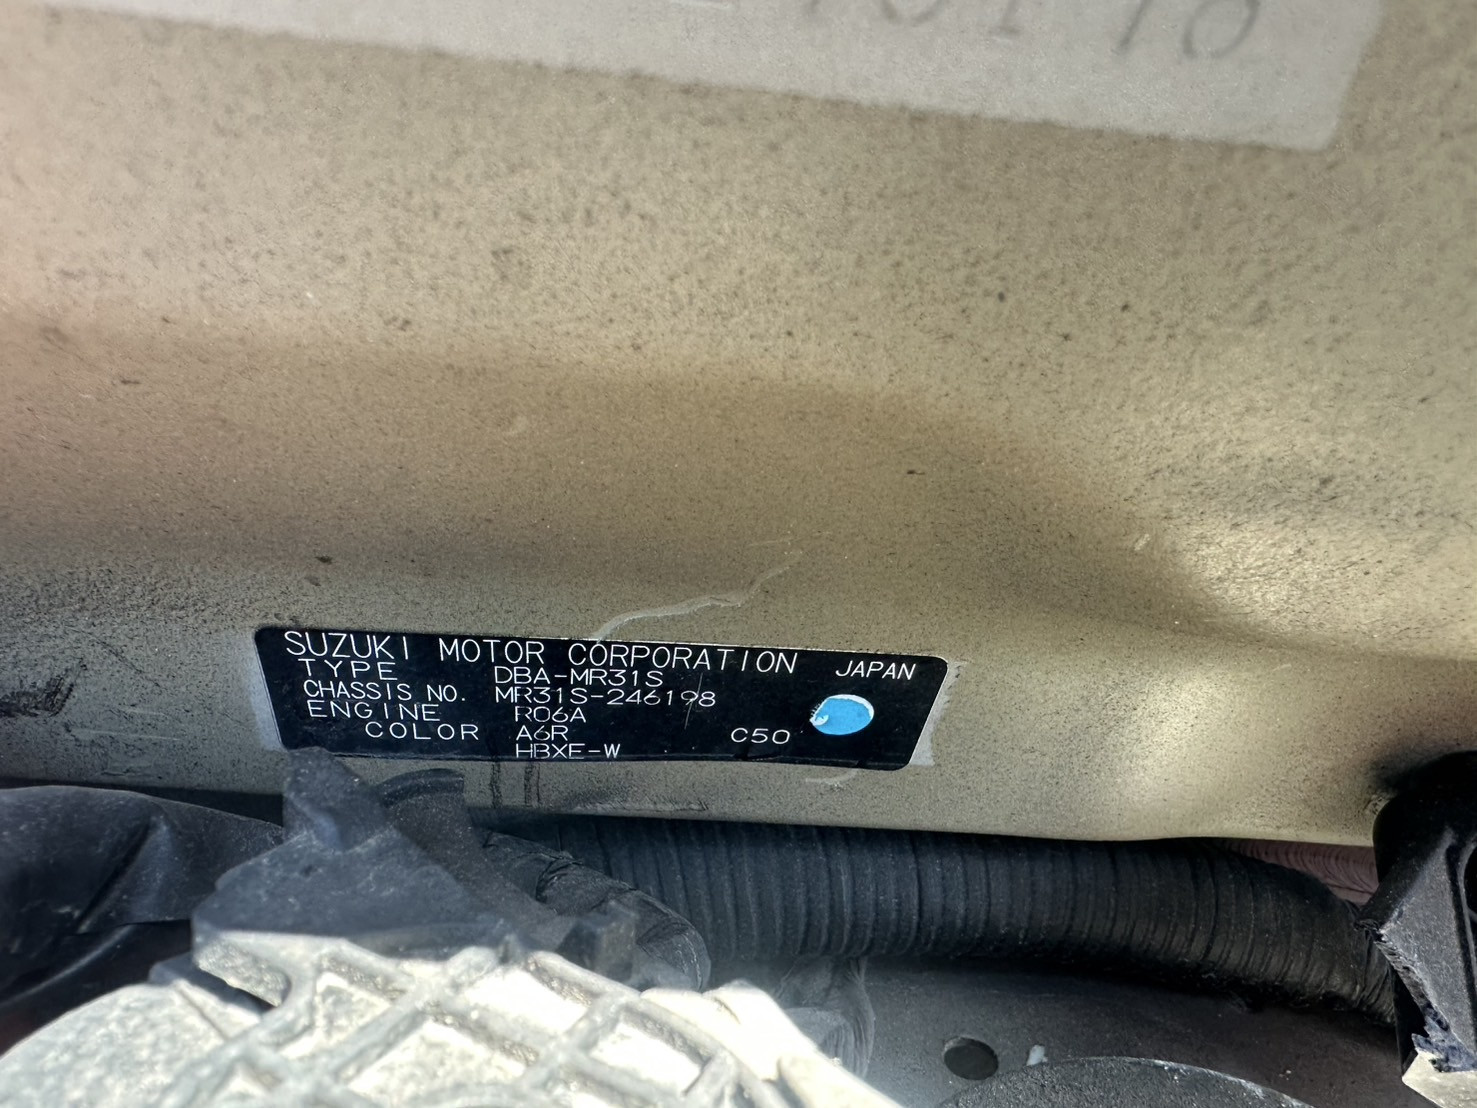 SUZUKI MOTOR CORPORATION JAPAN
TYPE DBA-MR31S
CHASSIS NO. MR31S-246198
ENGINE R06A
COLOR A6R C50
HBXE-W